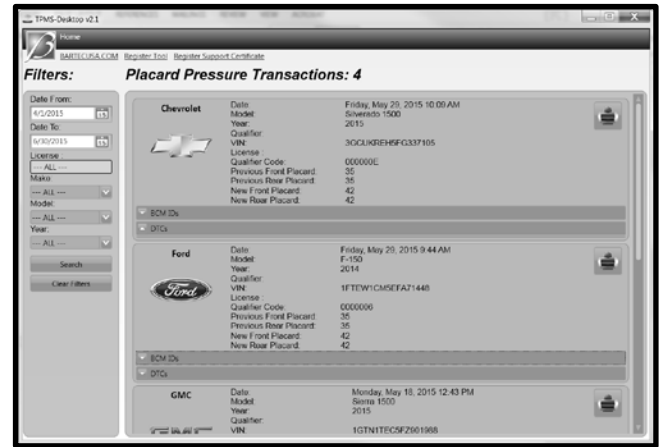 TPMS-Desktop v2.1
Home
BARTECUSA.COM Register Tool Register Support Certificate
Filters:
Placard Pressure Transactions: 4
Date From:
4/1/2015
Date To:
6/30/2015
License :
--- ALL ---
Make:
--- ALL ---
Model:
--- ALL ---
Year:
--- ALL ---
Search
Clear Filters
Chevrolet
Date: Friday, May 29, 2015 10:09 AM
Model: Silverado 1500
Year: 2015
Qualifier:
VIN: 3GCUKREH5FG337105
License :
Qualifier Code: 000000E
Previous Front Placard: 35
Previous Rear Placard: 35
New Front Placard: 42
New Rear Placard: 42
ECM IDs
DTCs
Ford
Date: Friday, May 29, 2015 9:44 AM
Model: F-150
Year: 2014
Qualifier:
Ford
VIN: 1FTEW1CM5EFA71448
License :
Qualifier Code: 0000006
Previous Front Placard: 35
Previous Rear Placard: 35
New Front Placard: 42
New Rear Placard: 42
ECM IDs
DTCs
GMC
Date: Monday, May 18, 2015 12:43 PM
Model: Sierra 1500
Year: 2015
Qualifier:
VIN: 1GTN1TEC5FZ901988